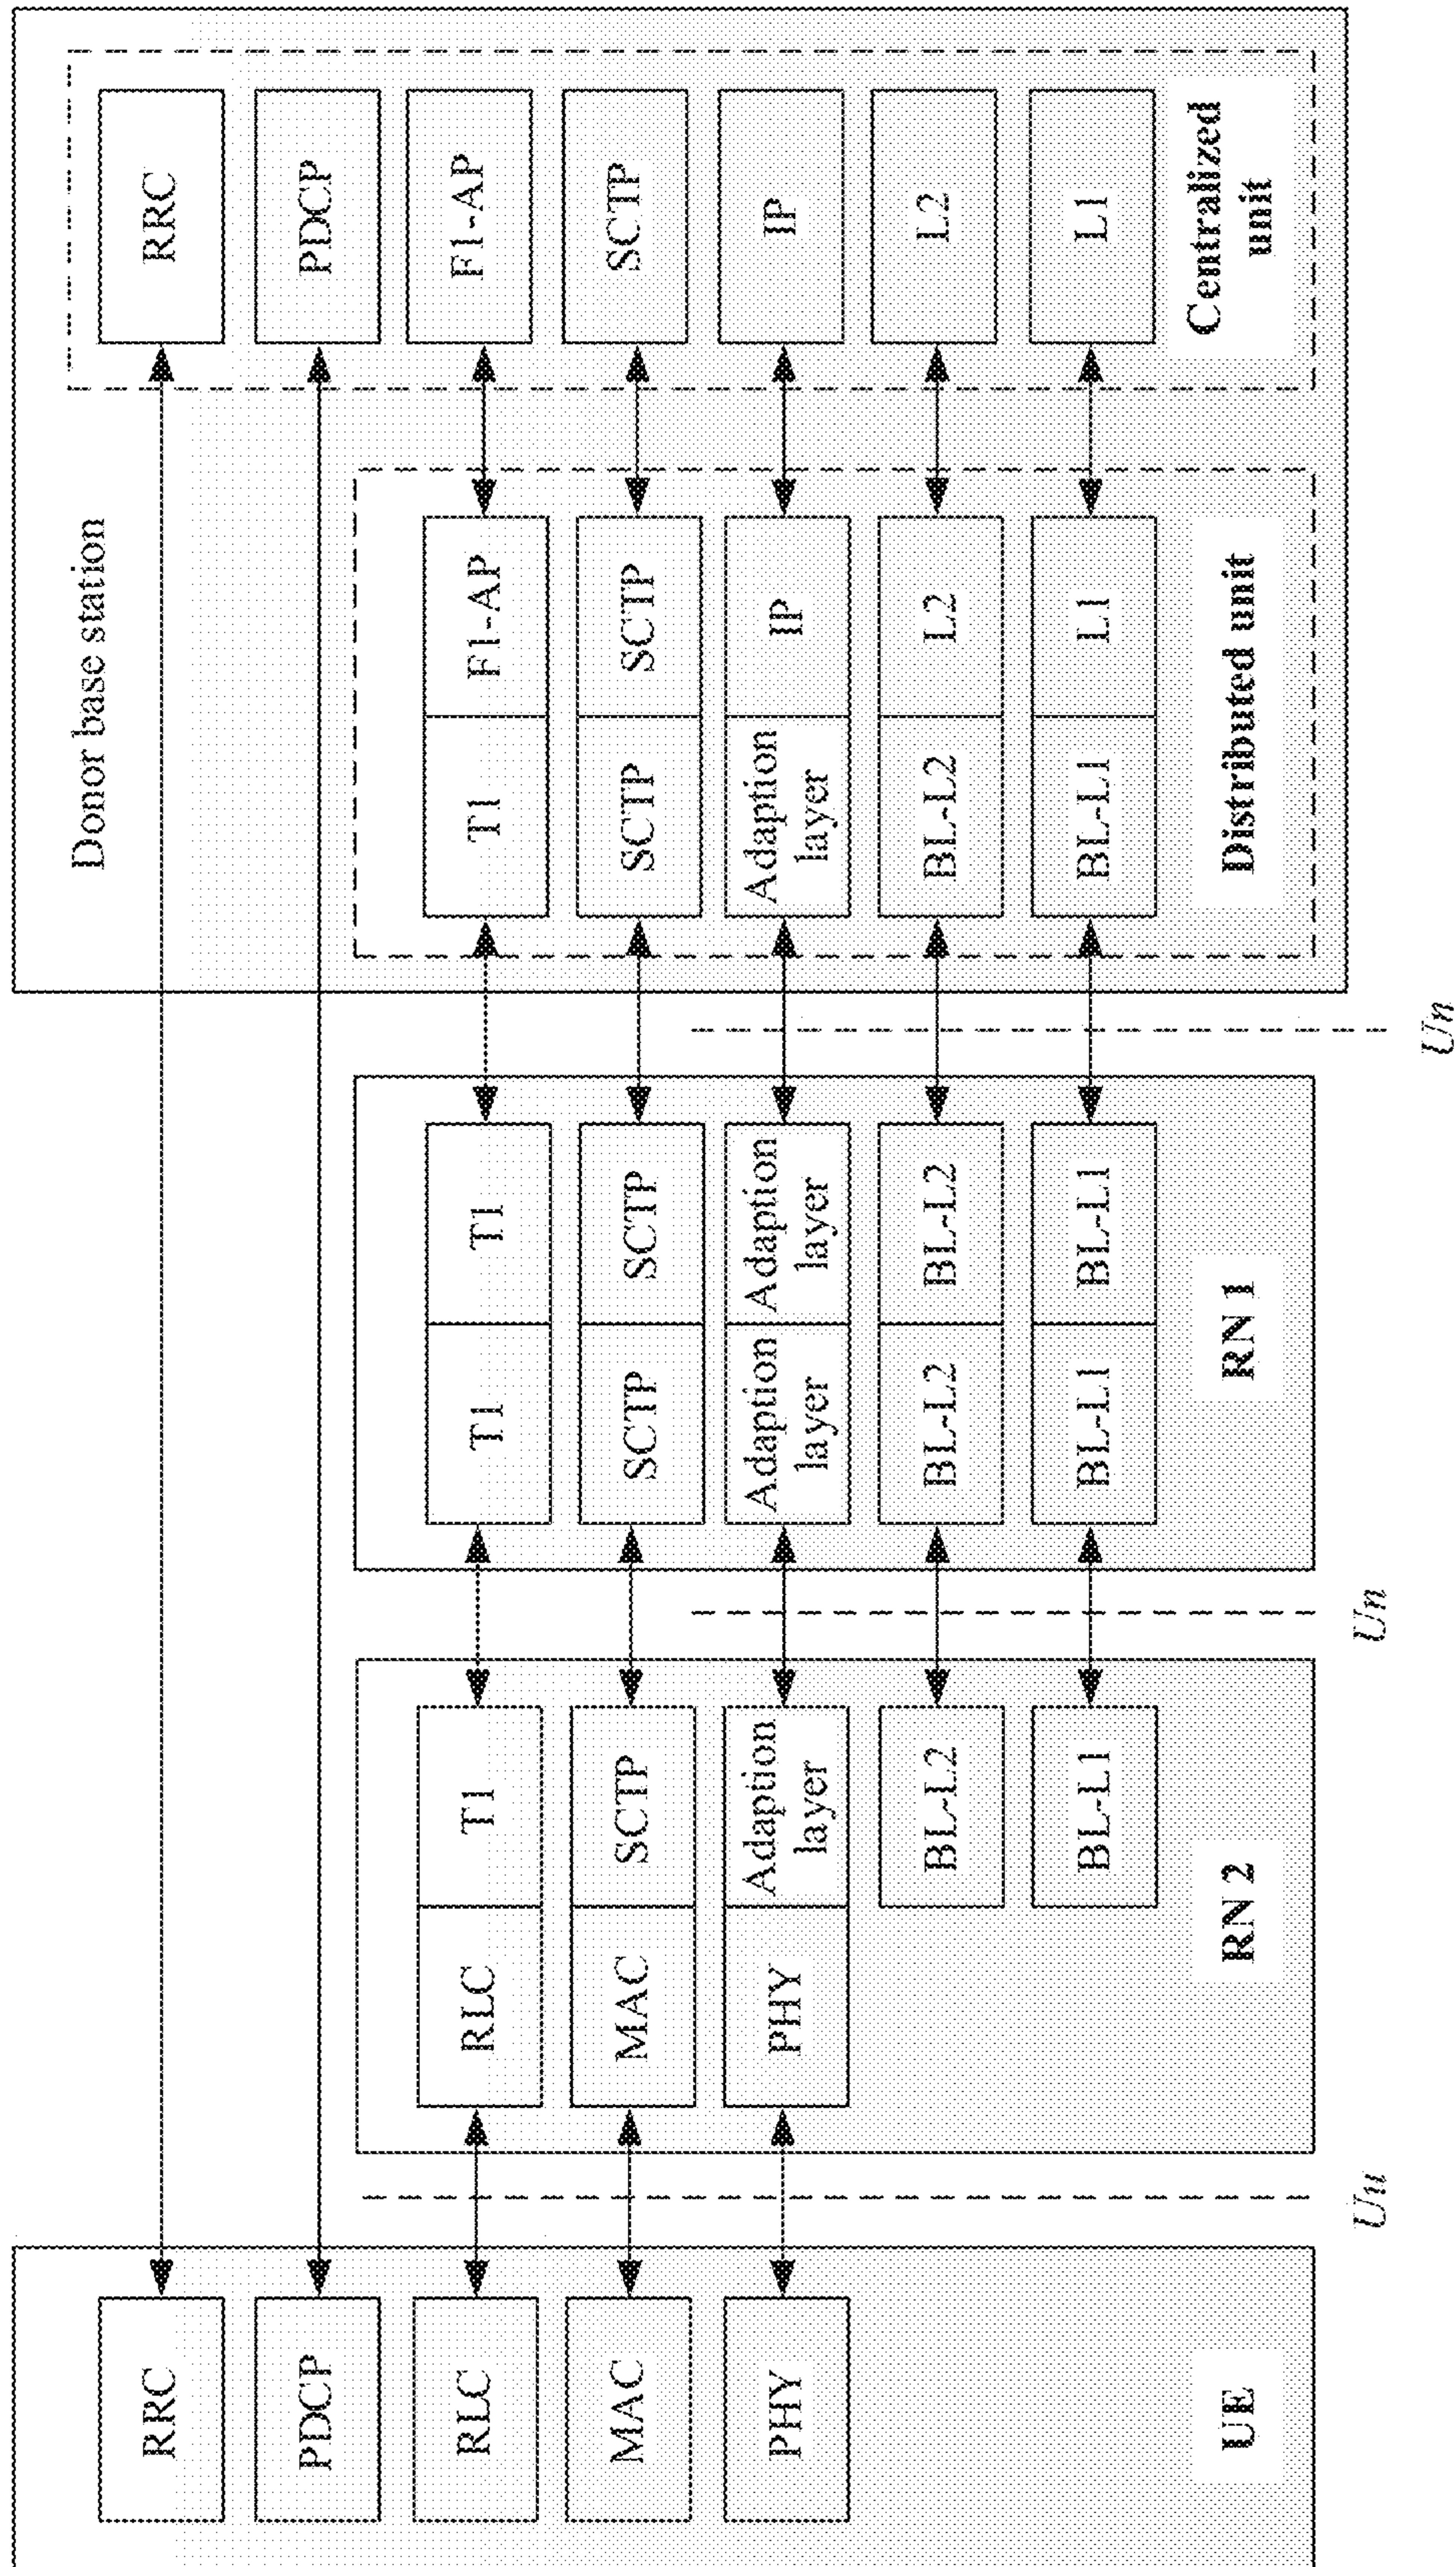 Donor base station
RRC
PDCP
RLC
MAC
PHY
UE
Uu
RLC
T1
MAC
SCTP
PHY
Adaption
layer
BL-L2
BL-L1
RN 2
Un
T1
T1
SCTP
SCTP
Adaption
layer
Adaption
layer
BL-L2
BL-L2
BL-L1
BL-L1
RN 1
Un
T1
F1-AP
SCTP
SCTP
Adaption
layer
IP
BL-L2
L2
BL-L1
L1
Distributed unit
RRC
PDCP
F1-AP
SCTP
IP
L2
L1
Centralized
unit